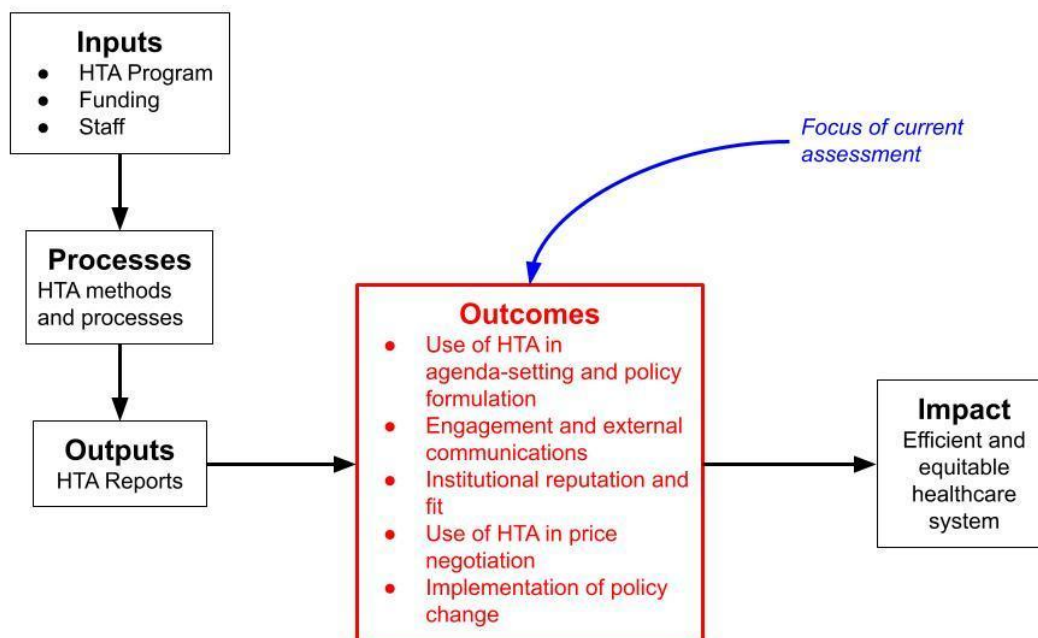 Inputs
● HTA Program
● Funding
● Staff
Focus of current
assessment
Processes
HTA methods
and processes
Outputs
HTA Reports
Outcomes
● Use of HTA in
agenda-setting and policy
formulation
● Engagement and external
communications
● Institutional reputation and
fit
● Use of HTA in price
negotiation
● Implementation of policy
change
Impact
Efficient and
equitable
healthcare
system